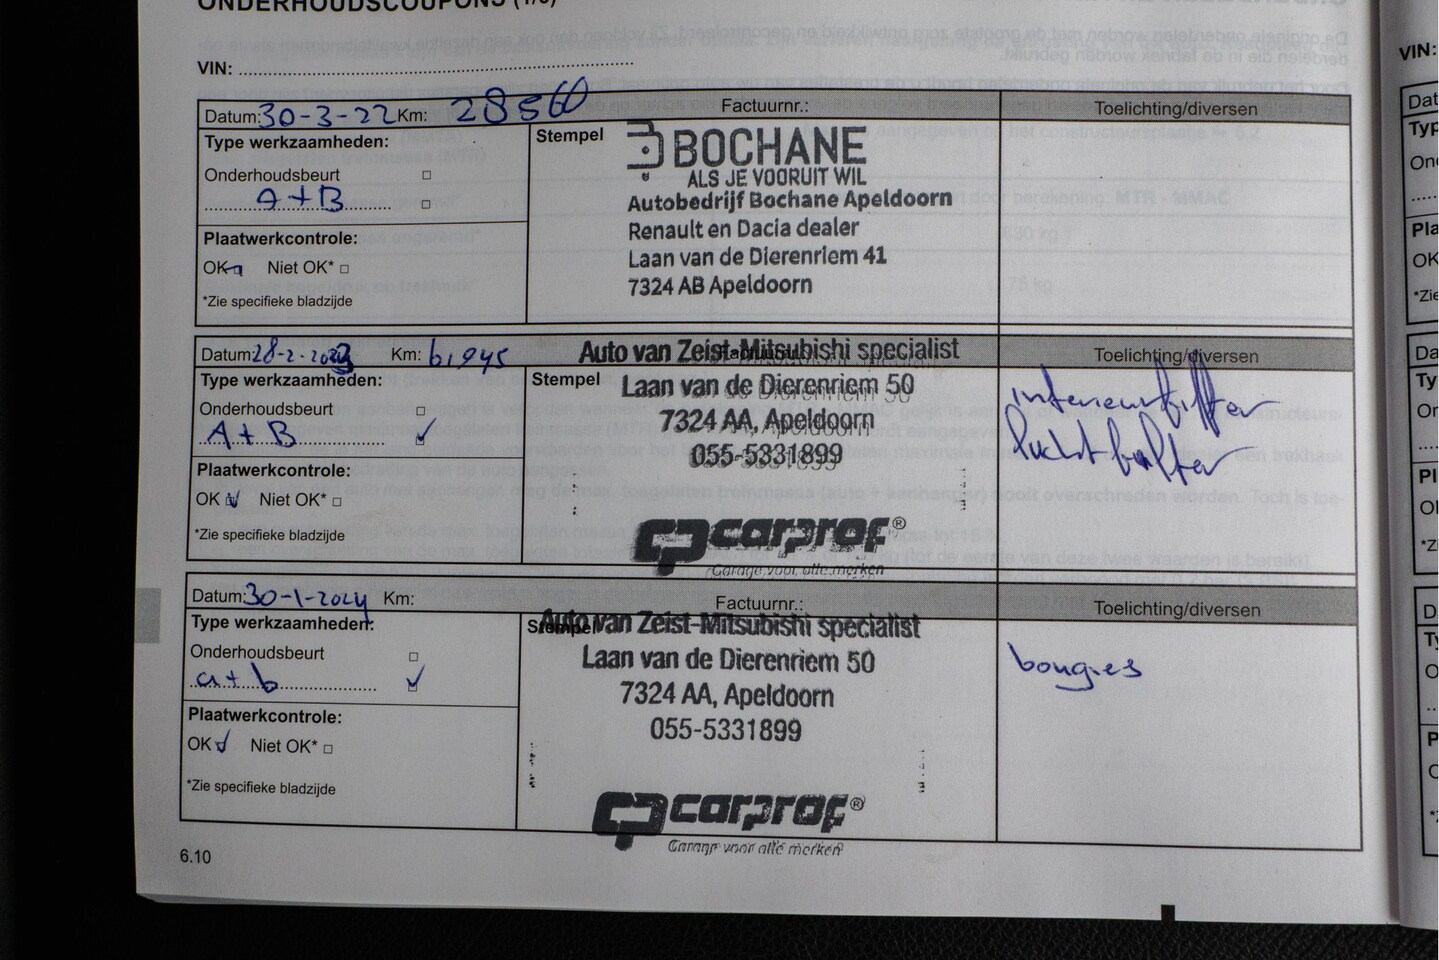 ONDERHOUDSCOUPONS
VIN:
Datum: 30-3-22 Km: 28560 Factuurnr.: Toelichting/diversen
Type werkzaamheden:
Onderhoudsbeurt
A+B
Plaatwerkcontrole:
OK Niet OK*
*Zie specifieke bladzijde
Stempel
BOCHANE
ALS JE VOORUIT WIL
Autobedrijf Bochane Apeldoorn
Renault en Dacia dealer
Laan van de Dierenriem 41
7324 AB Apeldoorn
Datum: 28-2-2023 Km: 61945 Toelichting/diversen
Type werkzaamheden:
Onderhoudsbeurt
A+B
Plaatwerkcontrole:
OK Niet OK*
*Zie specifieke bladzijde
Stempel
Auto van Zeist-Mitsubishi specialist
Laan van de Dierenriem 50
7324 AA, Apeldoorn
055-5331899
carprof®
Garage voor alle merken
interieurfilter
luchtfilter
Datum: 30-1-2024 Km: Factuurnr.: Toelichting/diversen
Type werkzaamheden:
Onderhoudsbeurt
a+b
Plaatwerkcontrole:
OK Niet OK*
*Zie specifieke bladzijde
Stempel
Auto van Zeist-Mitsubishi specialist
Laan van de Dierenriem 50
7324 AA, Apeldoorn
055-5331899
carprof®
Garage voor alle merken
bougies
6.10
VIN: